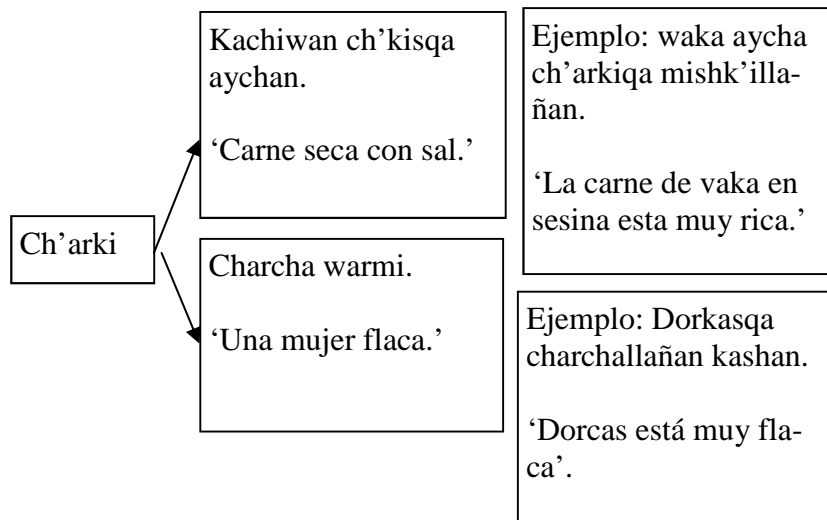 Ch’arki
Kachiwan ch’kisqa
aychan.
‘Carne seca con sal.’
Ejemplo: waka aycha
ch’arkiqa mishk’illa-
ñan.
‘La carne de vaka en
sesina esta muy rica.’
Charcha warmi.
‘Una mujer flaca.’
Ejemplo: Dorkasqa
charchallañan kashan.
‘Dorcas está muy fla-
ca’.